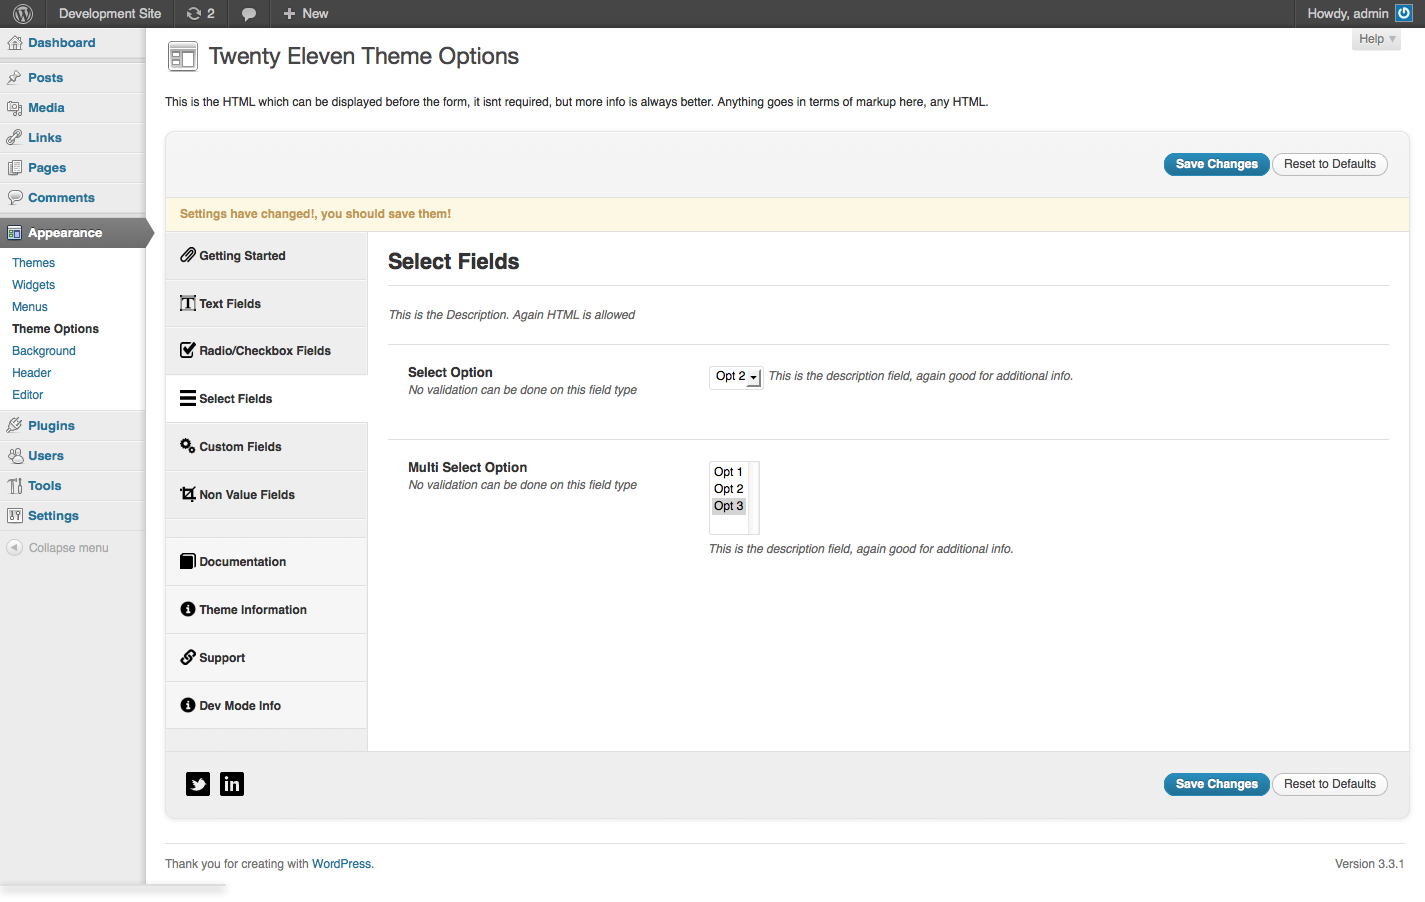 Development Site
2
New
Howdy, admin
Dashboard
Posts
Media
Links
Pages
Comments
Appearance
Themes
Widgets
Menus
Theme Options
Background
Header
Editor
Plugins
Users
Tools
Settings
Collapse menu
Help
Twenty Eleven Theme Options
This is the HTML which can be displayed before the form, it isnt required, but more info is always better. Anything goes in terms of markup here, any HTML.
Save Changes
Reset to Defaults
Settings have changed!, you should save them!
Getting Started
Text Fields
Radio/Checkbox Fields
Select Fields
Custom Fields
Non Value Fields
Documentation
Theme Information
Support
Dev Mode Info
Select Fields
This is the Description. Again HTML is allowed
Select Option
No validation can be done on this field type
Opt 2
This is the description field, again good for additional info.
Multi Select Option
No validation can be done on this field type
Opt 1
Opt 2
Opt 3
This is the description field, again good for additional info.
in
Save Changes
Reset to Defaults
Thank you for creating with WordPress.
Version 3.3.1